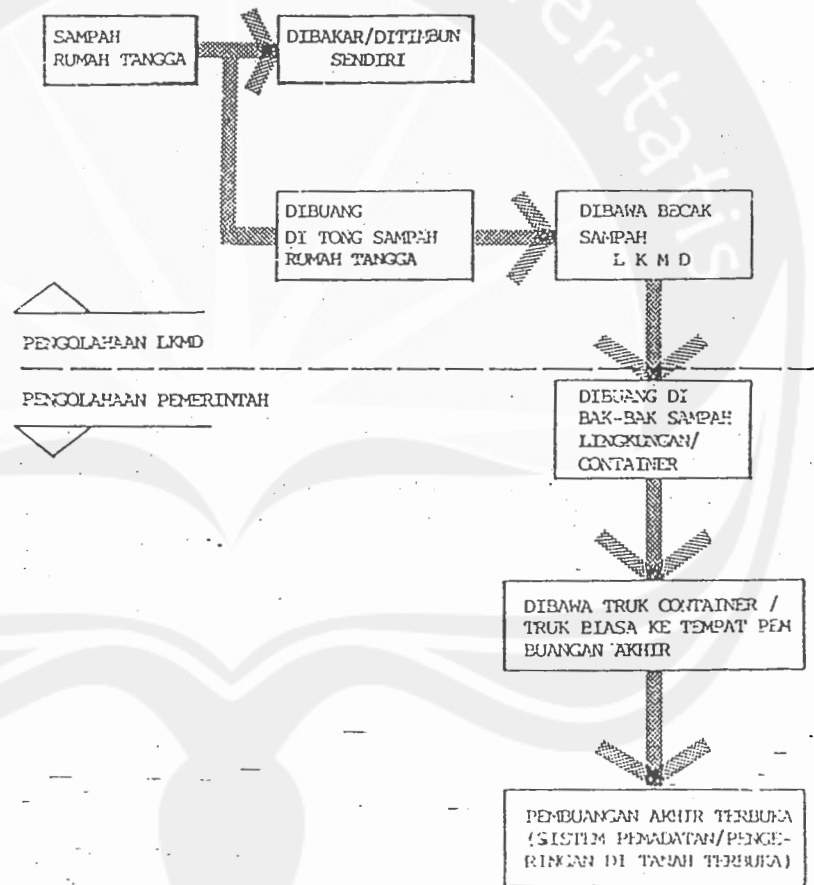 SAMPAH
RUMAH TANGGA
DIBAKAR/DITIMBUN
SENDIRI
DIBUANG
DI TONG SAMPAH
RUMAH TANGGA
DIBAWA BECAK
SAMPAH
L K M D
PENGOLAHAAN LKMD
PENGOLAHAAN PEMERINTAH
DIBUANG DI
BAK-BAK SAMPAH
LINGKUNGAN/
CONTAINER
DIBAWA TRUK CONTAINER /
TRUK BIASA KE TEMPAT PEM
BUANGAN AKHIR
PEMBUANGAN AKHIR TERBUKA
(SISTEM PEMADATAN/PENGE-
RINGAN DI TANAH TERBUKA)
eritatis